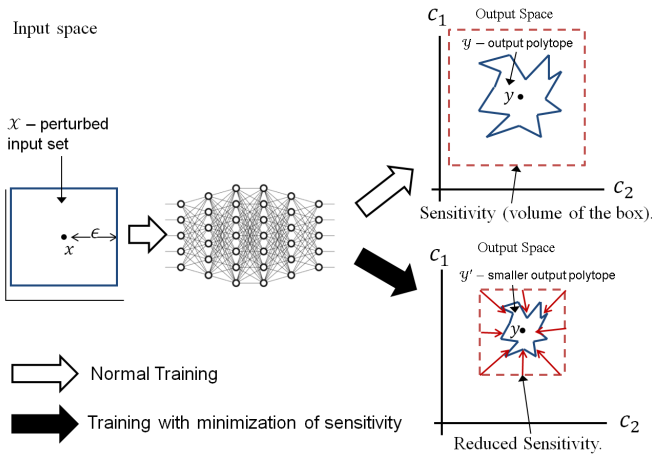 Input space
𝒳 – perturbed
input set
x
ϵ
C₁
Output Space
𝒴 – output polytope
y
C₂
Sensitivity (volume of the box).
Output Space
C₁
𝒴′ – smaller output polytope
y
C₂
Reduced Sensitivity.
Normal Training
Training with minimization of sensitivity